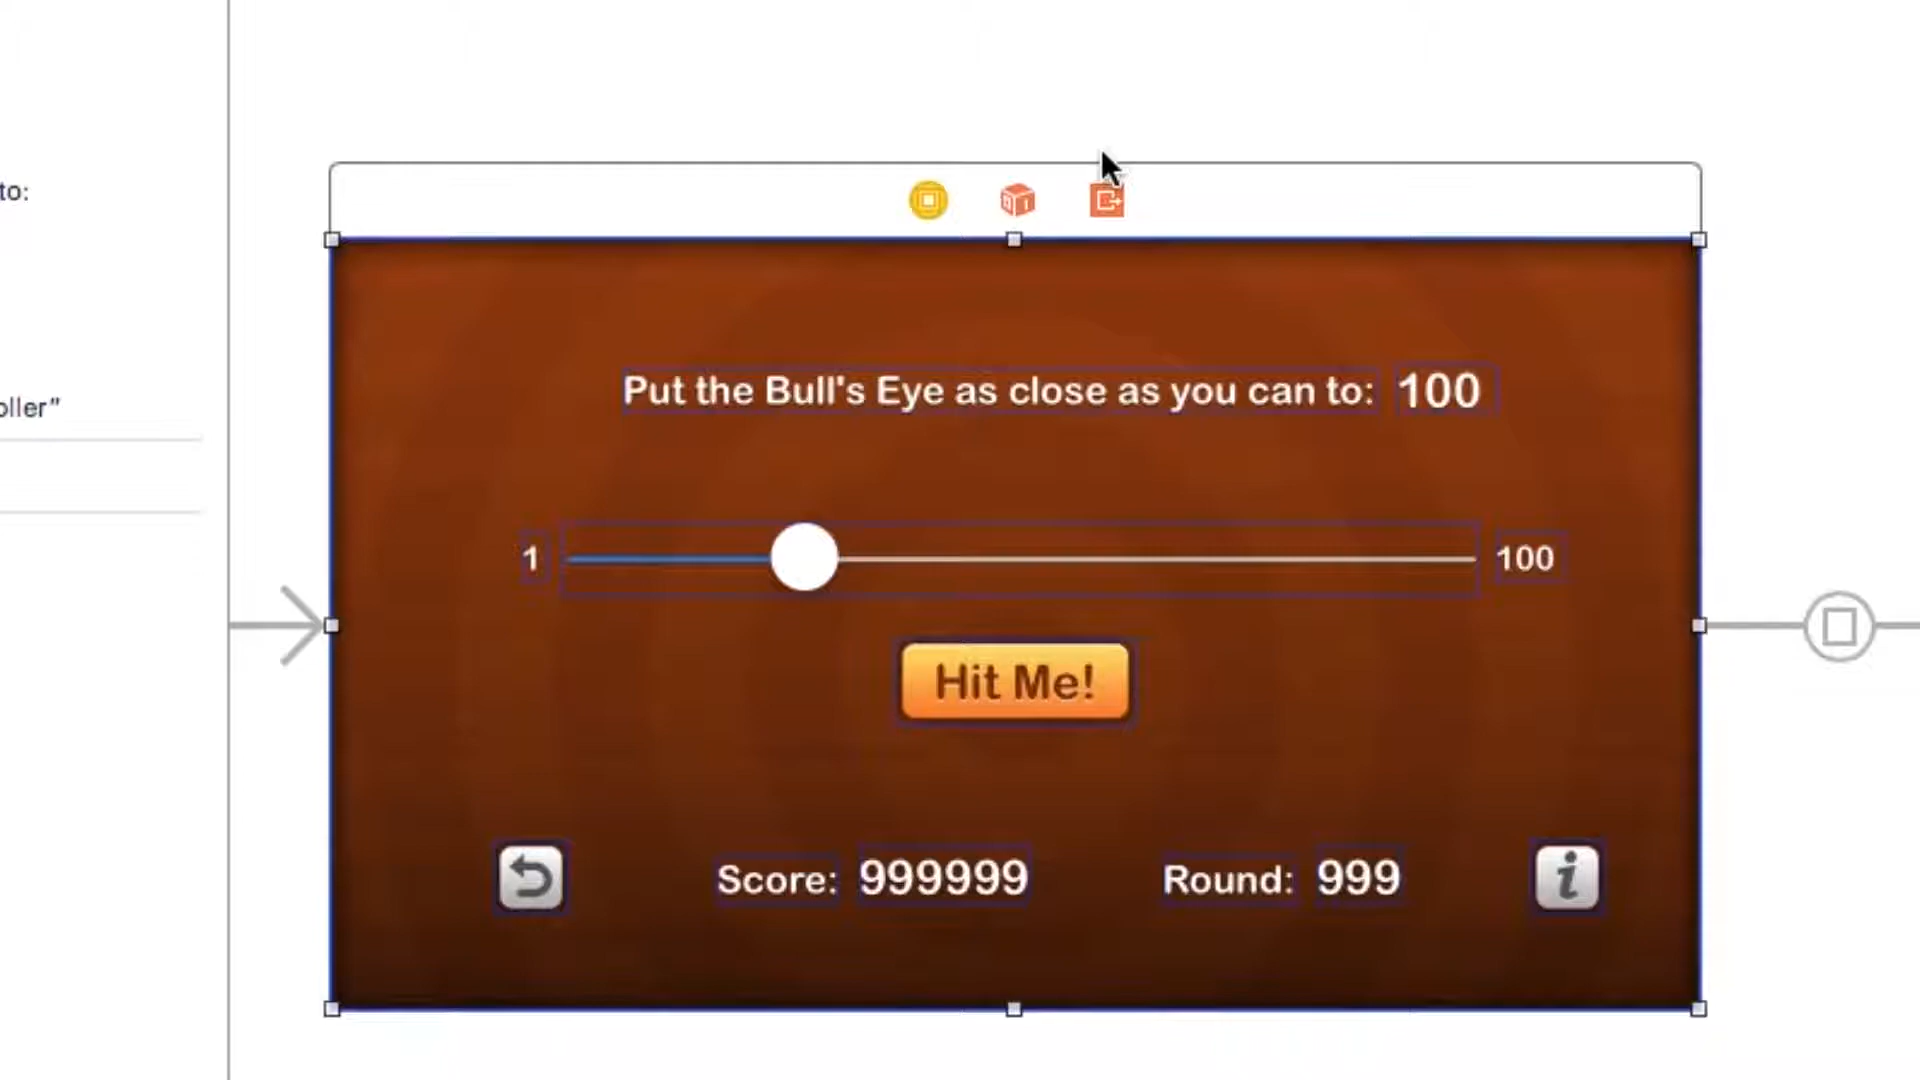 to:
oller"
Put the Bull's Eye as close as you can to: 100
1 100
Hit Me!
Score: 999999 Round: 999 i